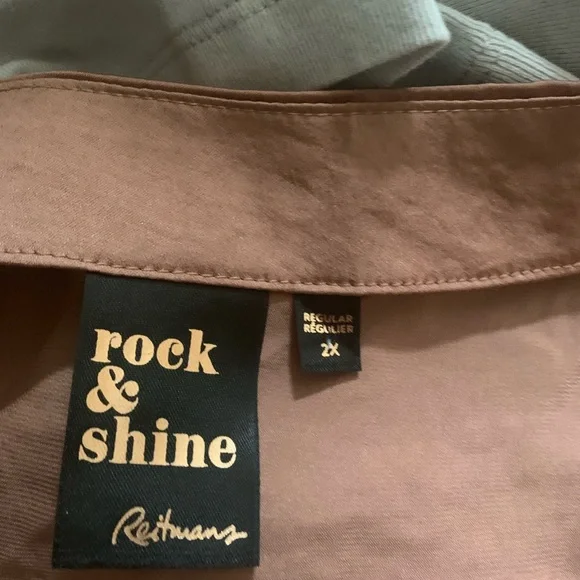 rock
&
shine
Reitmans
REGULAR
RÉGULIER
2X